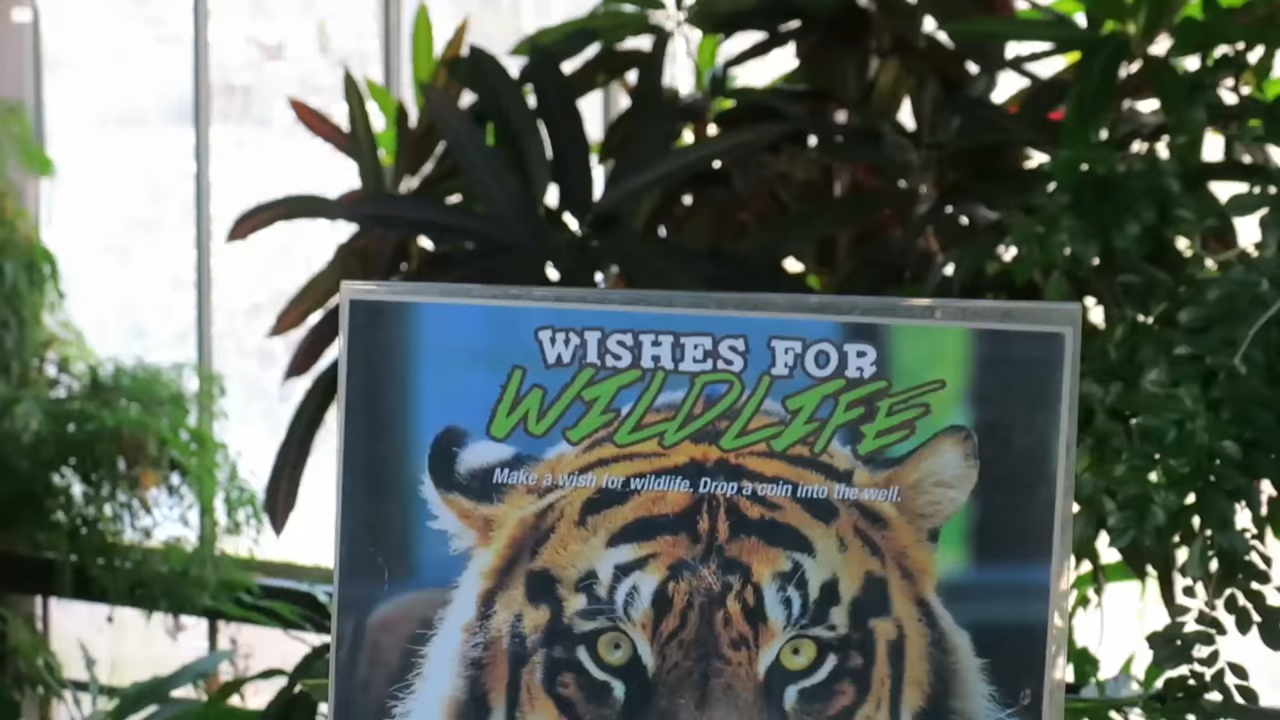 WISHES FOR
WILDLIFE
Make a wish for wildlife. Drop a coin into the well.